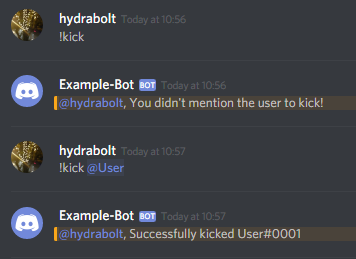 hydrabolt Today at 10:56
!kick
Example-Bot BOT Today at 10:56
@hydrabolt, You didn't mention the user to kick!
hydrabolt Today at 10:57
!kick @User
Example-Bot BOT Today at 10:57
@hydrabolt, Successfully kicked User#0001